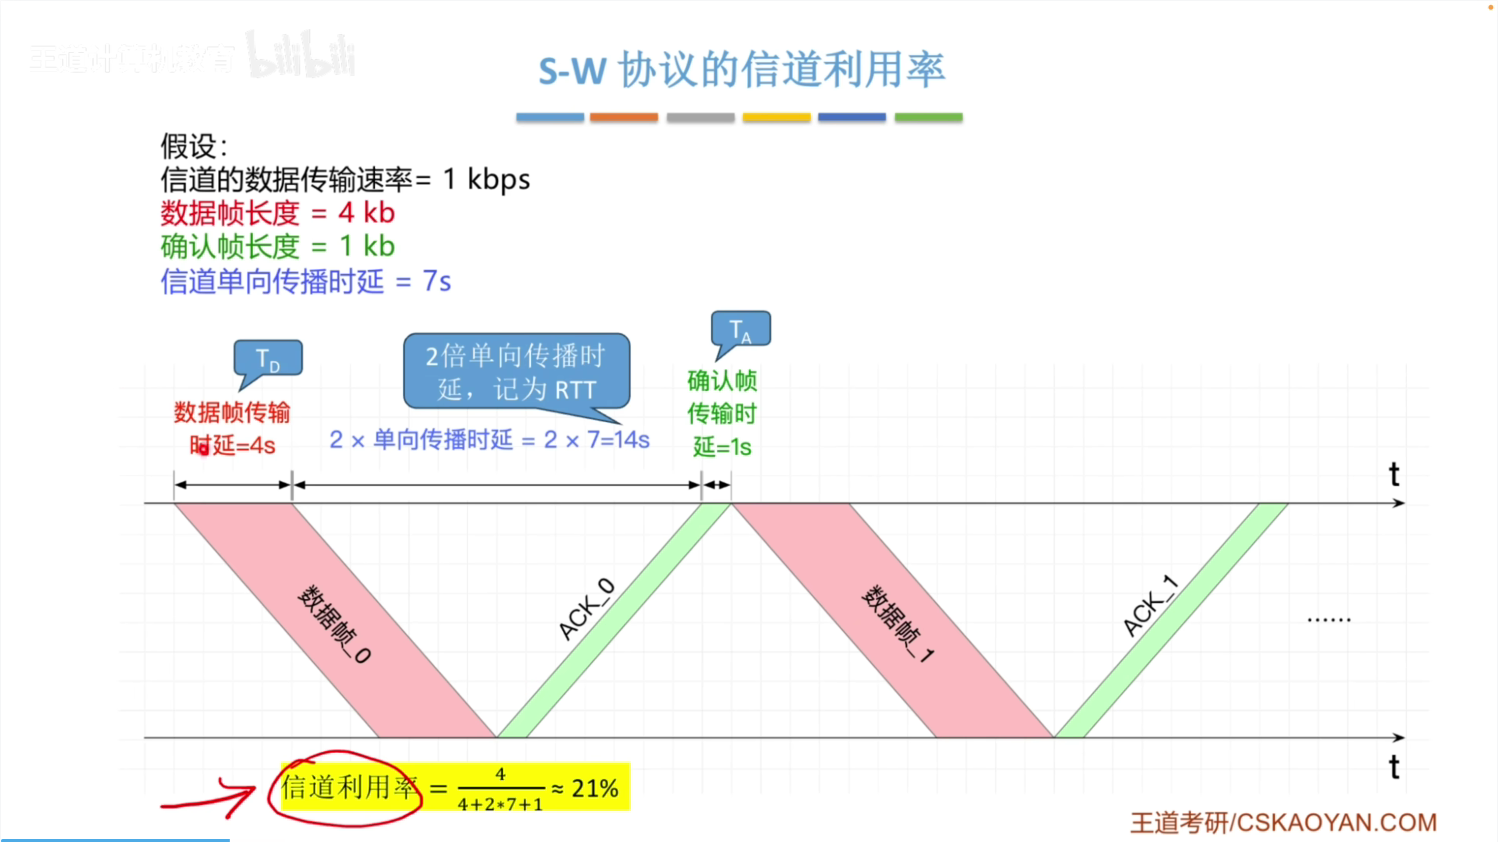 王道计算机教育 bilibili
S-W 协议的信道利用率
假设：
信道的数据传输速率= 1 kbps
数据帧长度 = 4 kb
确认帧长度 = 1 kb
信道单向传播时延 = 7s
T_D
2倍单向传播时
延，记为 RTT
T_A
数据帧传输
时延=4s
2 × 单向传播时延 = 2 × 7=14s
确认帧
传输时
延=1s
t
数据帧_0
ACK_0
数据帧_1
ACK_1
......
t
信道利用率 = 4/(4+2*7+1) ≈ 21%
王道考研/CSKAOYAN.COM